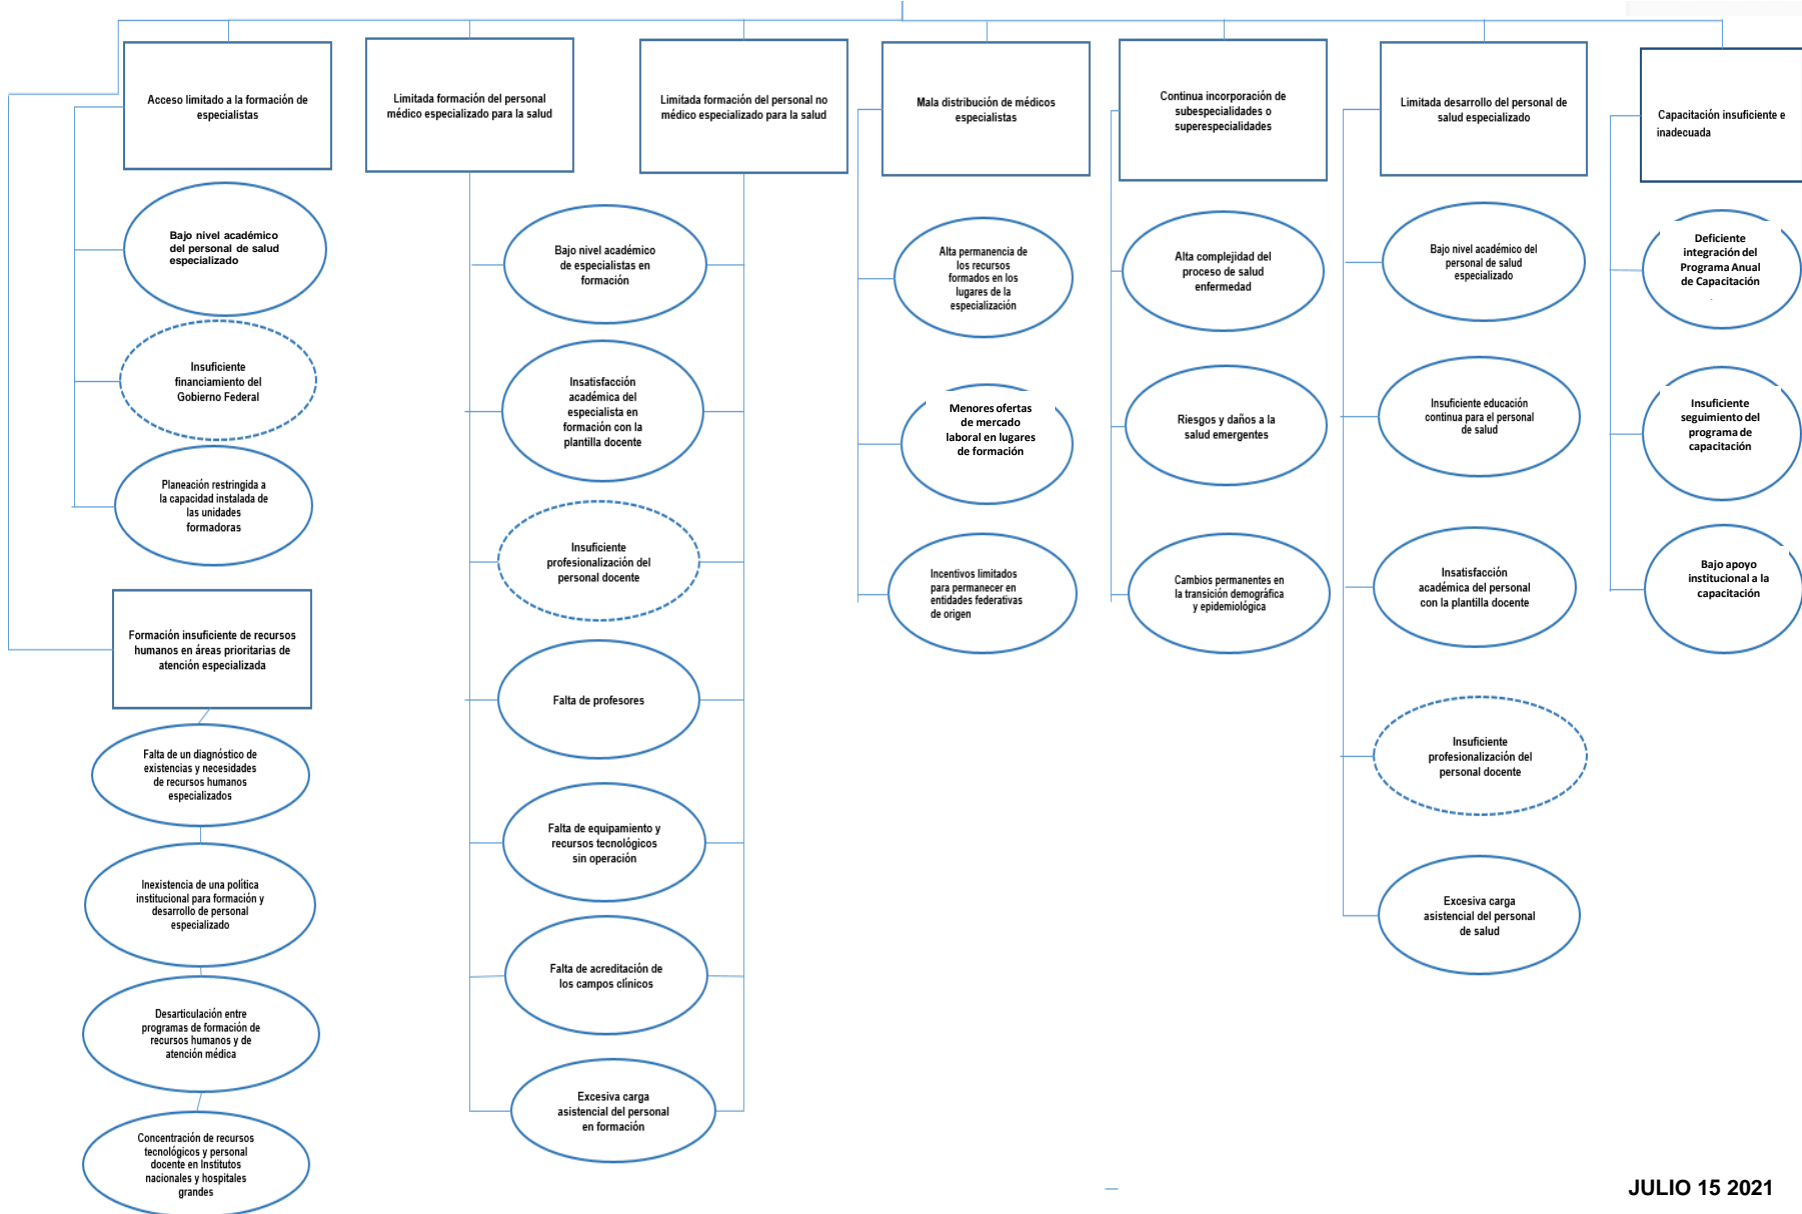 Acceso limitado a la formación de
especialistas
Bajo nivel académico
del personal de salud
especializado
Insuficiente
financiamiento del
Gobierno Federal
Planeación restringida a
la capacidad instalada de
las unidades
formadoras
Formación insuficiente de recursos
humanos en áreas prioritarias de
atención especializada
Falta de un diagnóstico de
existencias y necesidades
de recursos humanos
especializados
Inexistencia de una política
institucional para formación y
desarrollo de personal
especializado
Desarticulación entre
programas de formación de
recursos humanos y de
atención médica
Concentración de recursos
tecnológicos y personal
docente en Institutos
nacionales y hospitales
grandes
Limitada formación del personal
médico especializado para la salud
Limitada formación del personal no
médico especializado para la salud
Bajo nivel académico
de especialistas en
formación
Insatisfacción
académica del
especialista en
formación con la
plantilla docente
Insuficiente
profesionalización del
personal docente
Falta de profesores
Falta de equipamiento y
recursos tecnológicos
sin operación
Falta de acreditación de
los campos clínicos
Excesiva carga
asistencial del personal
en formación
Mala distribución de médicos
especialistas
Alta permanencia de
los recursos
formados en los
lugares de la
especialización
Menores ofertas
de mercado
laboral en lugares
de formación
Incentivos limitados
para permanecer en
entidades federativas
de origen
Continua incorporación de
subespecialidades o
superespecialidades
Alta complejidad del
proceso de salud
enfermedad
Riesgos y daños a la
salud emergentes
Cambios permanentes en
la transición demográfica
y epidemiológica
Limitada desarrollo del personal de
salud especializado
Bajo nivel académico del
personal de salud
especializado
Insuficiente educación
continua para el personal
de salud
Insatisfacción
académica del personal
con la plantilla docente
Insuficiente
profesionalización del
personal docente
Excesiva carga
asistencial del personal
de salud
Capacitación insuficiente e
inadecuada
Deficiente
integración del
Programa Anual
de Capacitación
.
Insuficiente
seguimiento del
programa de
capacitación
Bajo apoyo
institucional a la
capacitación
JULIO 15 2021